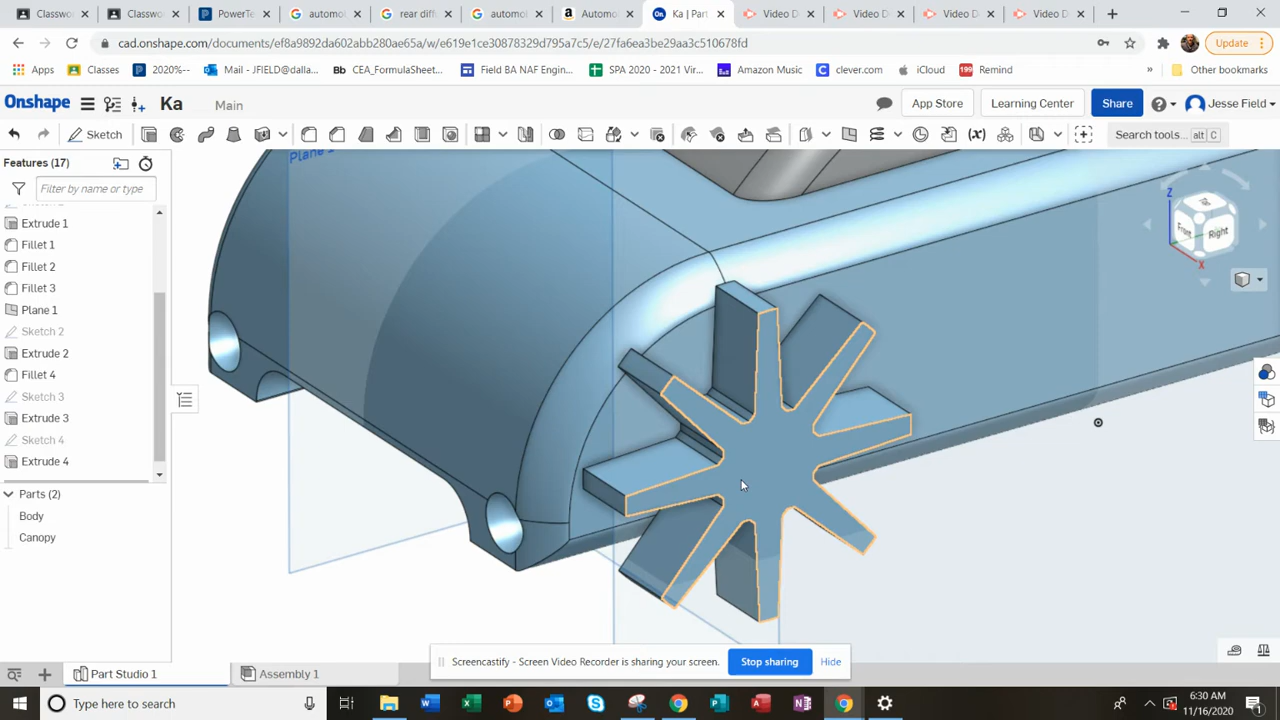 Classwo
Classwo
PowerTe
automol
rear diffu
automol
Automo
Ka | Part
Video D
Video D
Video D
Video D
cad.onshape.com/documents/ef8a9892da602abb280ae65a/w/e619e1ce30878329d795a7c5/e/27fa6ea3be29aa3c510678fd
Update
Apps
Classes
2020%--
Mail - JFIELD@dalla...
Bb CEA_FormulaSheet...
Field BA NAF Engin...
SPA 2020 - 2021 Vir...
Amazon Music
clever.com
iCloud
199 Remind
»
Other bookmarks
Onshape
Ka
Main
App Store
Learning Center
Share
Jesse Field
Sketch
Search tools...
alt C
Features (17)
Filter by name or type
Extrude 1
Fillet 1
Fillet 2
Fillet 3
Plane 1
Sketch 2
Extrude 2
Fillet 4
Sketch 3
Extrude 3
Sketch 4
Extrude 4
Parts (2)
Body
Canopy
Z
Front
Right
X
Screencastify - Screen Video Recorder is sharing your screen.
Stop sharing
Hide
Part Studio 1
Assembly 1
Type here to search
6:30 AM
11/16/2020